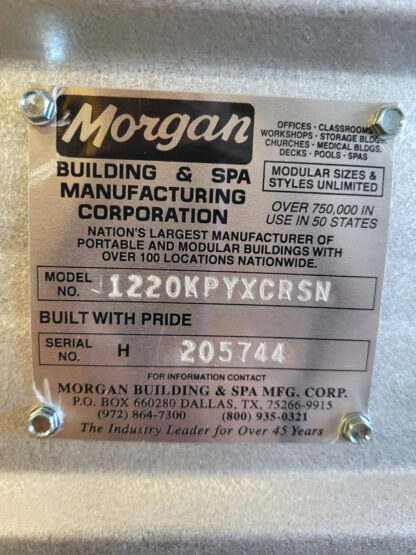 Morgan
OFFICES · CLASSROOMS
WORKSHOPS · STORAGE BLDGS.
CHURCHES · MEDICAL BLDGS.
DECKS · POOLS · SPAS
BUILDING & SPA
MANUFACTURING
CORPORATION
MODULAR SIZES &
STYLES UNLIMITED
OVER 750,000 IN
USE IN 50 STATES
NATION'S LARGEST MANUFACTURER OF
PORTABLE AND MODULAR BUILDINGS WITH
OVER 100 LOCATIONS NATIONWIDE.
MODEL NO. 1220KPYXCRSN
BUILT WITH PRIDE
SERIAL NO. H 205744
FOR INFORMATION CONTACT
MORGAN BUILDING & SPA MFG. CORP.
P.O. BOX 660280 DALLAS, TX, 75266-9915
(972) 864-7300 (800) 935-0321
The Industry Leader for Over 45 Years